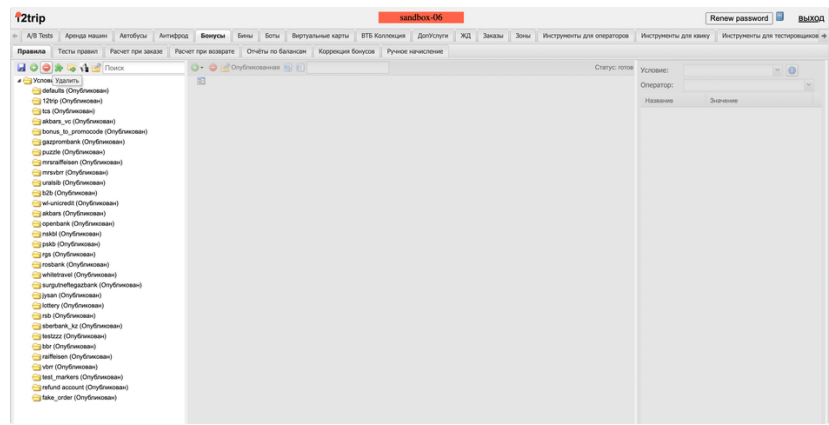 12trip sandbox-06 Renew password выход
A/B Tests Аренда машин Автобусы Антифрод Бонусы Бины Боты Виртуальные карты ВТБ Коллекция ДопУслуги ЖД Заказы Зоны Инструменты для операторов Инструменты для квику Инструменты для тестировщиков
Правила Тесты правил Расчет при заказе Расчет при возврате Отчёты по балансам Коррекция бонусов Ручное начисление
Поиск Опубликованная Статус: готов Условие:
Услов Удалить Оператор:
defaults (Опубликован) Название Значение
12trip (Опубликован)
tcs (Опубликован)
akbars_vc (Опубликован)
bonus_to_promocode (Опубликован)
gazprombank (Опубликован)
puzzle (Опубликован)
mrsraiffeisen (Опубликован)
mrsvbrr (Опубликован)
uralsib (Опубликован)
b2b (Опубликован)
wl-unicredit (Опубликован)
akbars (Опубликован)
openbank (Опубликован)
nskbl (Опубликован)
pskb (Опубликован)
rgs (Опубликован)
rosbank (Опубликован)
whitetravel (Опубликован)
surgutneftegazbank (Опубликован)
jysan (Опубликован)
lottery (Опубликован)
rsb (Опубликован)
sberbank_kz (Опубликован)
testzzz (Опубликован)
bbr (Опубликован)
raiffeisen (Опубликован)
vbrr (Опубликован)
test_markers (Опубликован)
refund account (Опубликован)
fake_order (Опубликован)